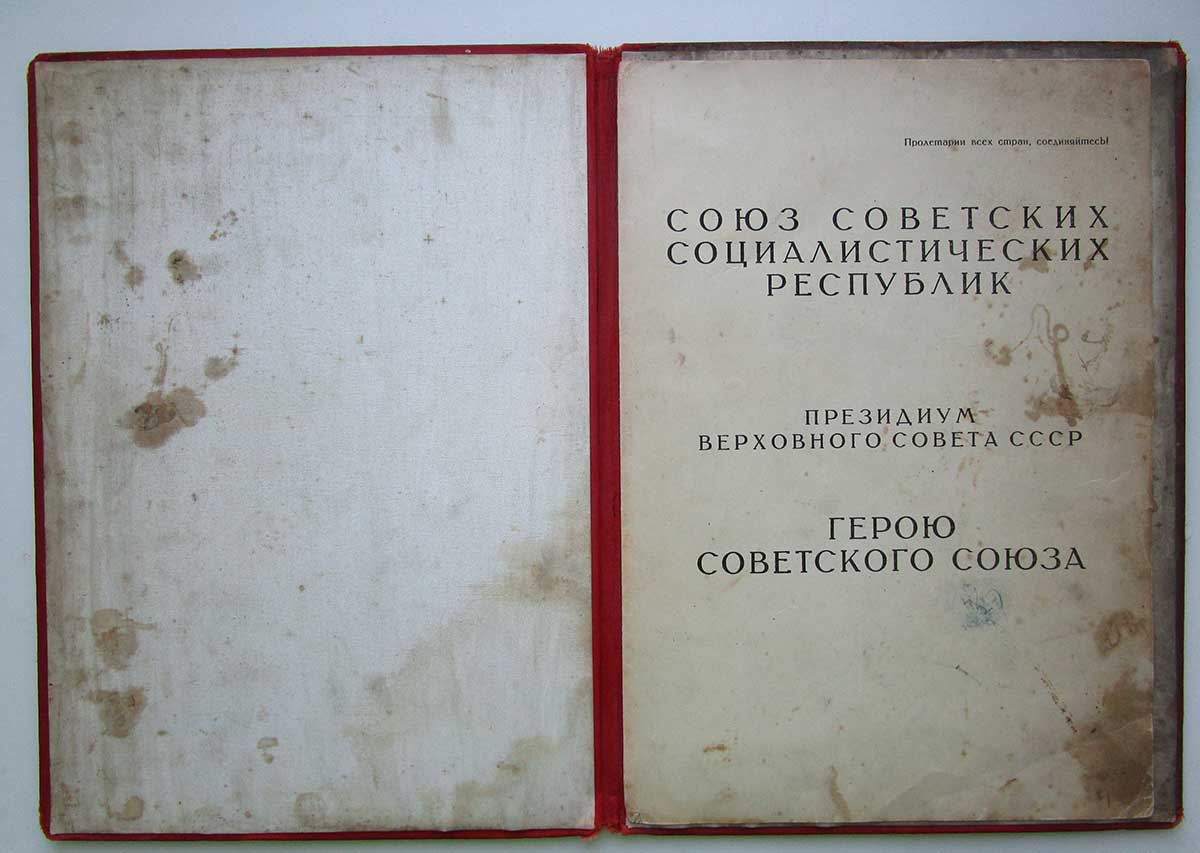 Пролетарии всех стран, соединяйтесь!
СОЮЗ СОВЕТСКИХ
СОЦИАЛИСТИЧЕСКИХ
РЕСПУБЛИК
ПРЕЗИДИУМ
ВЕРХОВНОГО СОВЕТА СССР
ГЕРОЮ
СОВЕТСКОГО СОЮЗА